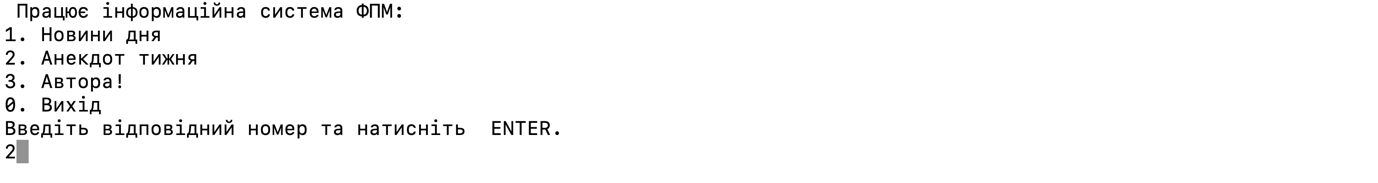 Працює інформаційна система ФПМ:
1. Новини дня
2. Анекдот тижня
3. Автора!
0. Вихід
Введіть відповідний номер та натисніть  ENTER.
2